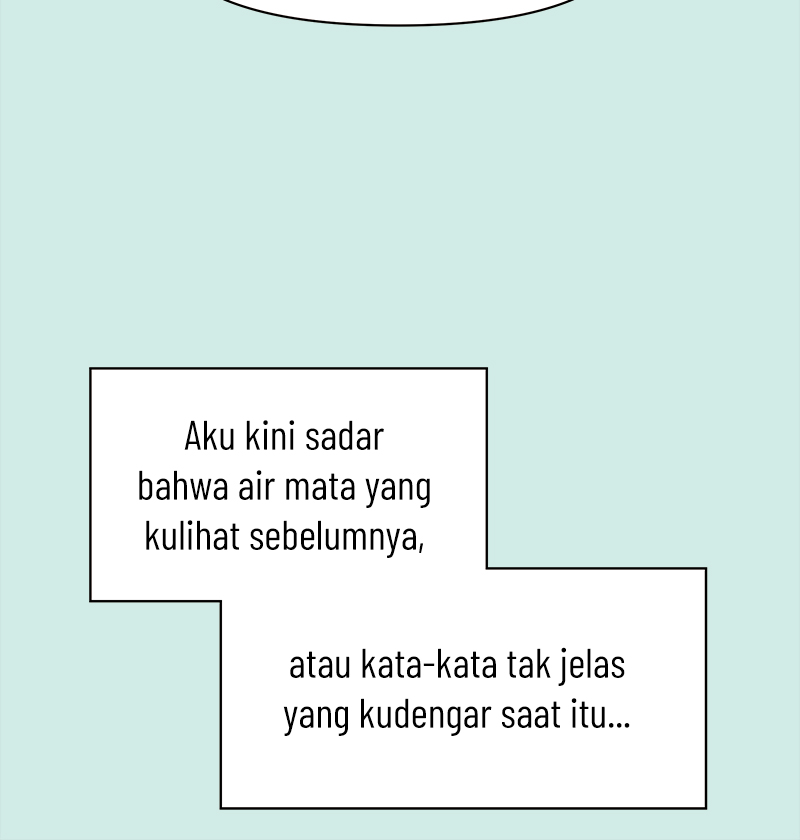 Aku kini sadar
bahwa air mata yang
kulihat sebelumnya,
atau kata-kata tak jelas
yang kudengar saat itu...